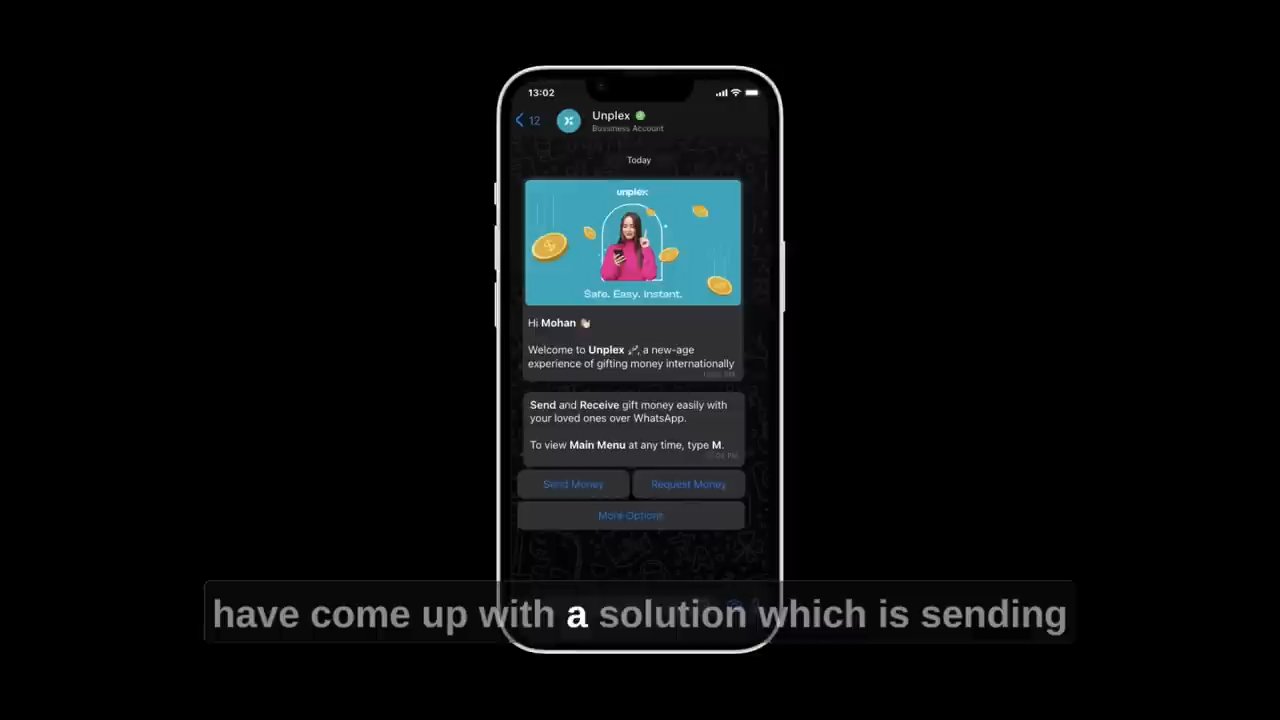 13:02
12
Unplex
Bussiness Account
Today
unplex
Safe. Easy. Instant.
Hi Mohan 👋🏻
Welcome to Unplex 🚀, a new-age
experience of gifting money internationally
Send and Receive gift money easily with
your loved ones over WhatsApp.
To view Main Menu at any time, type M.
Send Money
Request Money
More Options
have come up with a solution which is sending